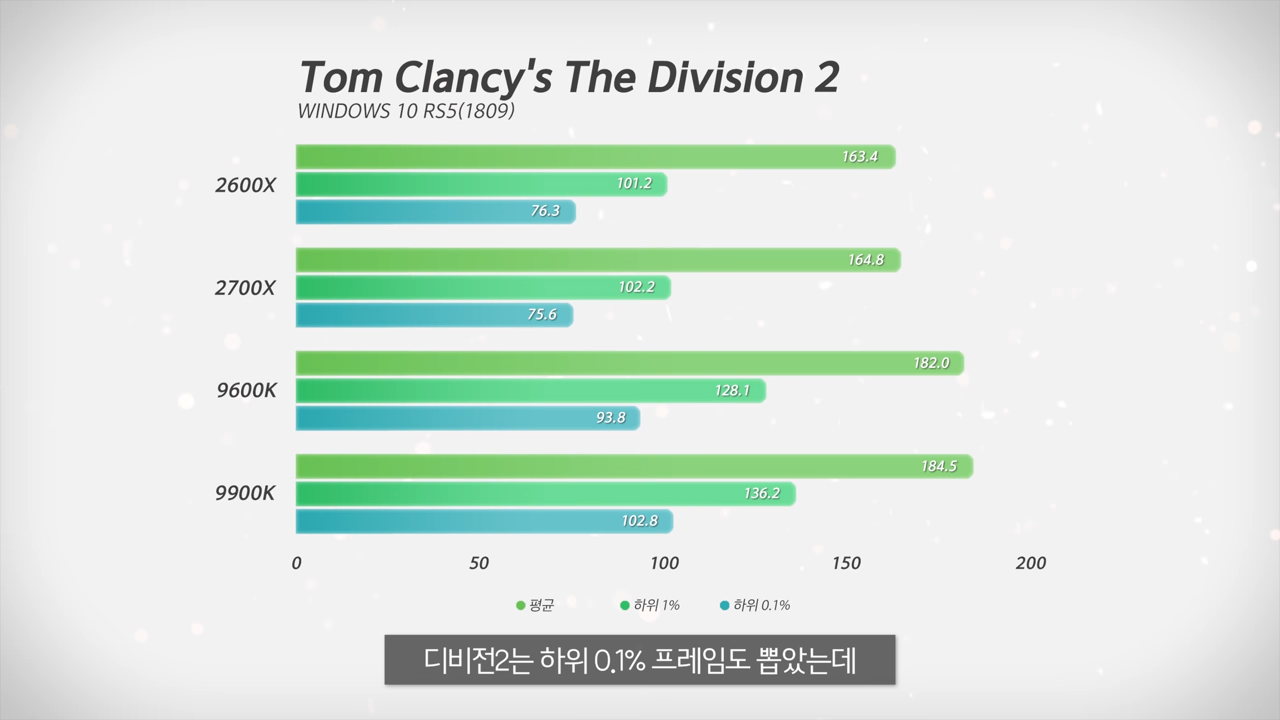 Tom Clancy's The Division 2
WINDOWS 10 RS5(1809)
2600X
163.4
101.2
76.3
2700X
164.8
102.2
75.6
9600K
182.0
128.1
93.8
9900K
184.5
136.2
102.8
0 50 100 150 200
평균 하위 1% 하위 0.1%
디비전2는 하위 0.1% 프레임도 뽑았는데